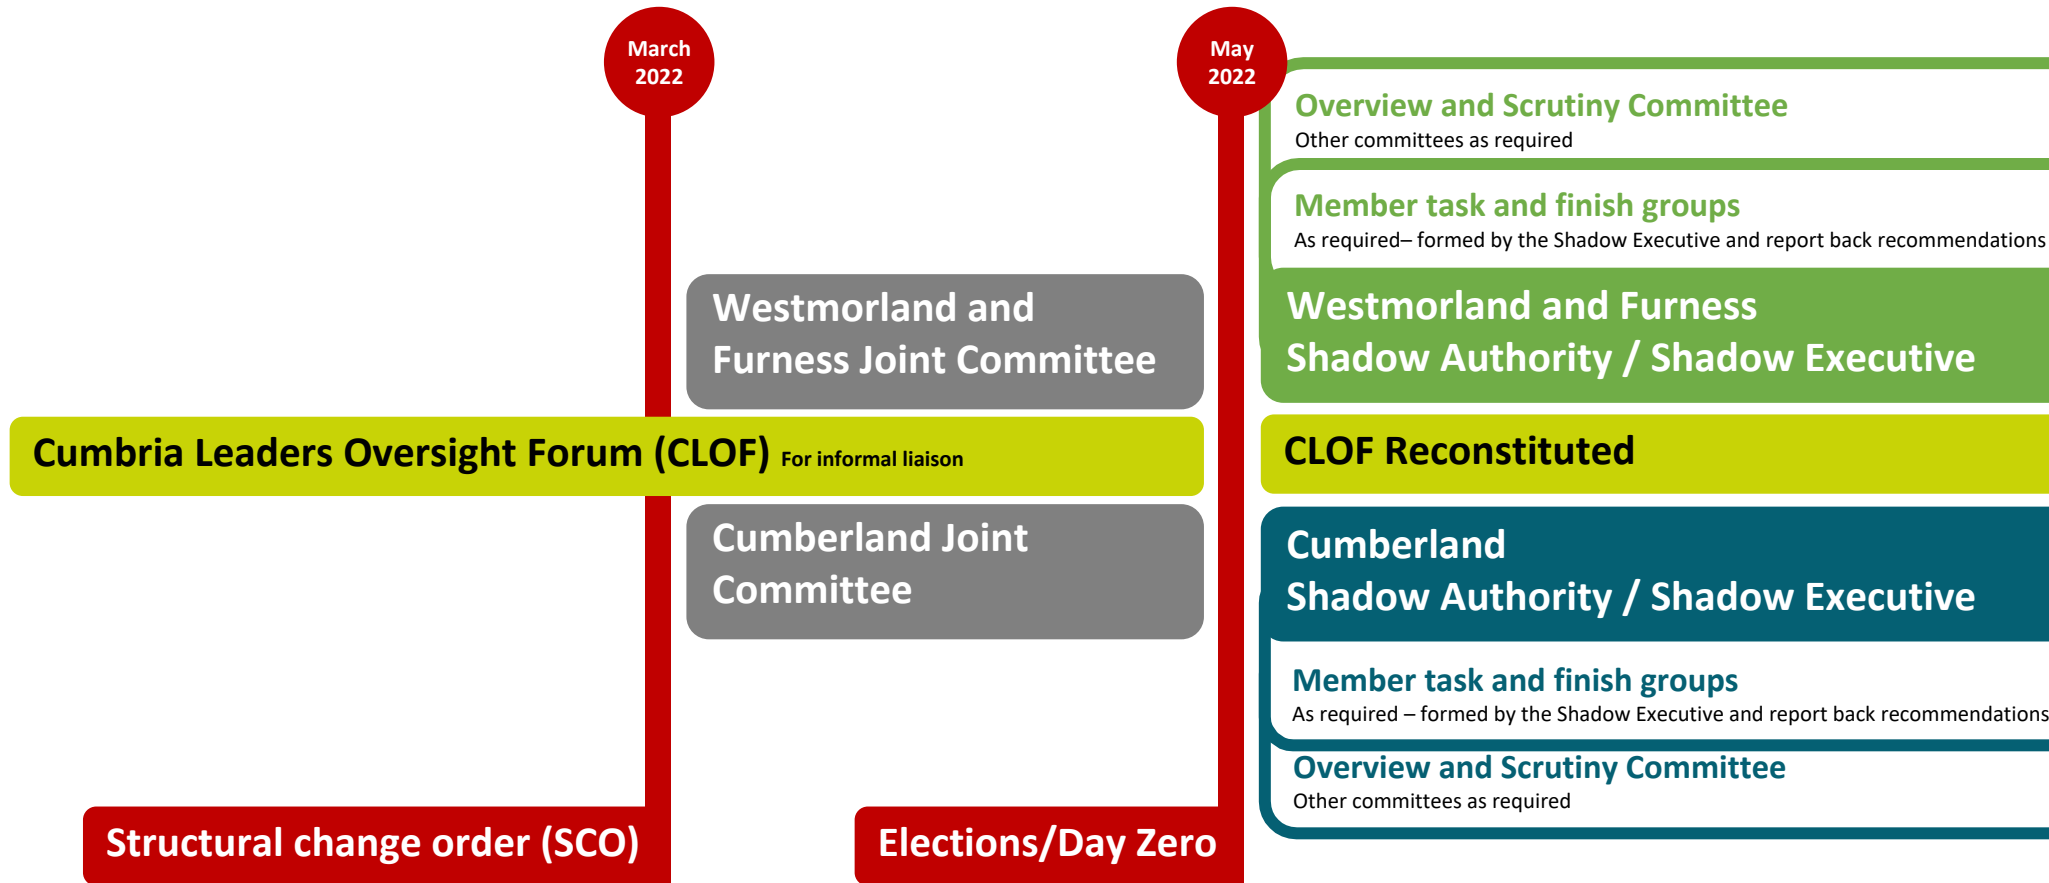 March
2022
May
2022
Overview and Scrutiny Committee
Other committees as required
Member task and finish groups
As required– formed by the Shadow Executive and report back recommendations
Westmorland and
Furness Joint Committee
Westmorland and Furness
Shadow Authority / Shadow Executive
Cumbria Leaders Oversight Forum (CLOF) For informal liaison
CLOF Reconstituted
Cumberland Joint
Committee
Cumberland
Shadow Authority / Shadow Executive
Member task and finish groups
As required – formed by the Shadow Executive and report back recommendations
Overview and Scrutiny Committee
Other committees as required
Structural change order (SCO)
Elections/Day Zero